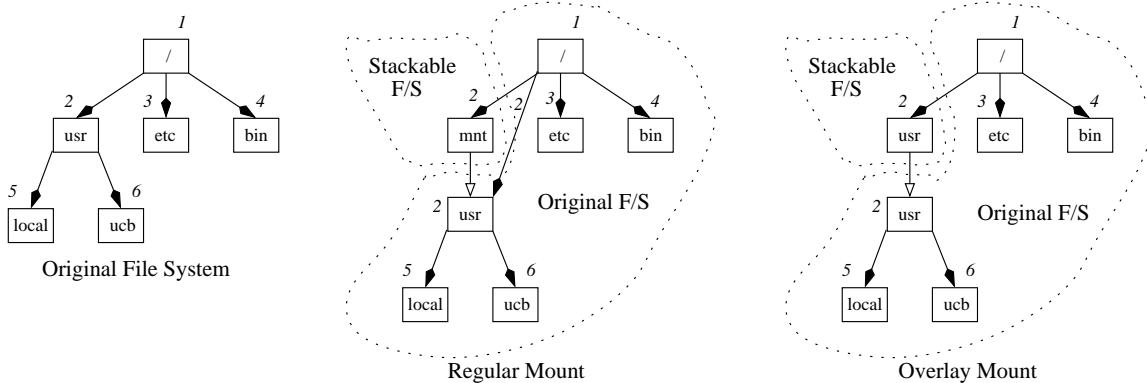 1
/
2
3
4
usr
etc
bin
5
6
local
ucb
Original File System
1
/
Stackable
F/S
2
2
3
4
mnt
etc
bin
Original F/S
2
usr
5
6
local
ucb
Regular Mount
1
/
Stackable
F/S
2
3
4
usr
etc
bin
Original F/S
2
usr
5
6
local
ucb
Overlay Mount